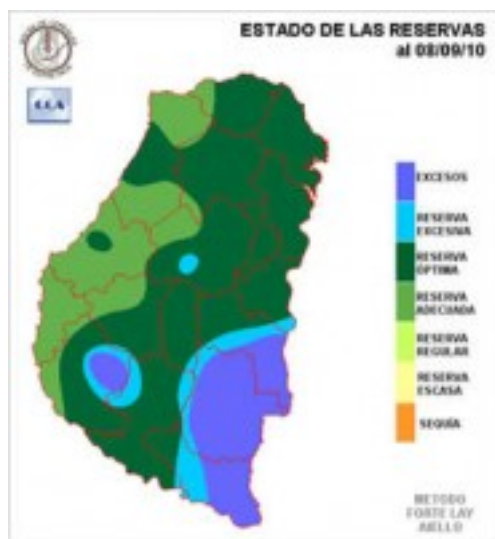 ESTADO DE LAS RESERVAS
al 08/09/10
CCA
EXCESOS
RESERVA
EXCESIVA
RESERVA
ÓPTIMA
RESERVA
ADECUADA
RESERVA
REGULAR
RESERVA
ESCASA
SEQUÍA
METODO
FORTE LAY
AIELLO